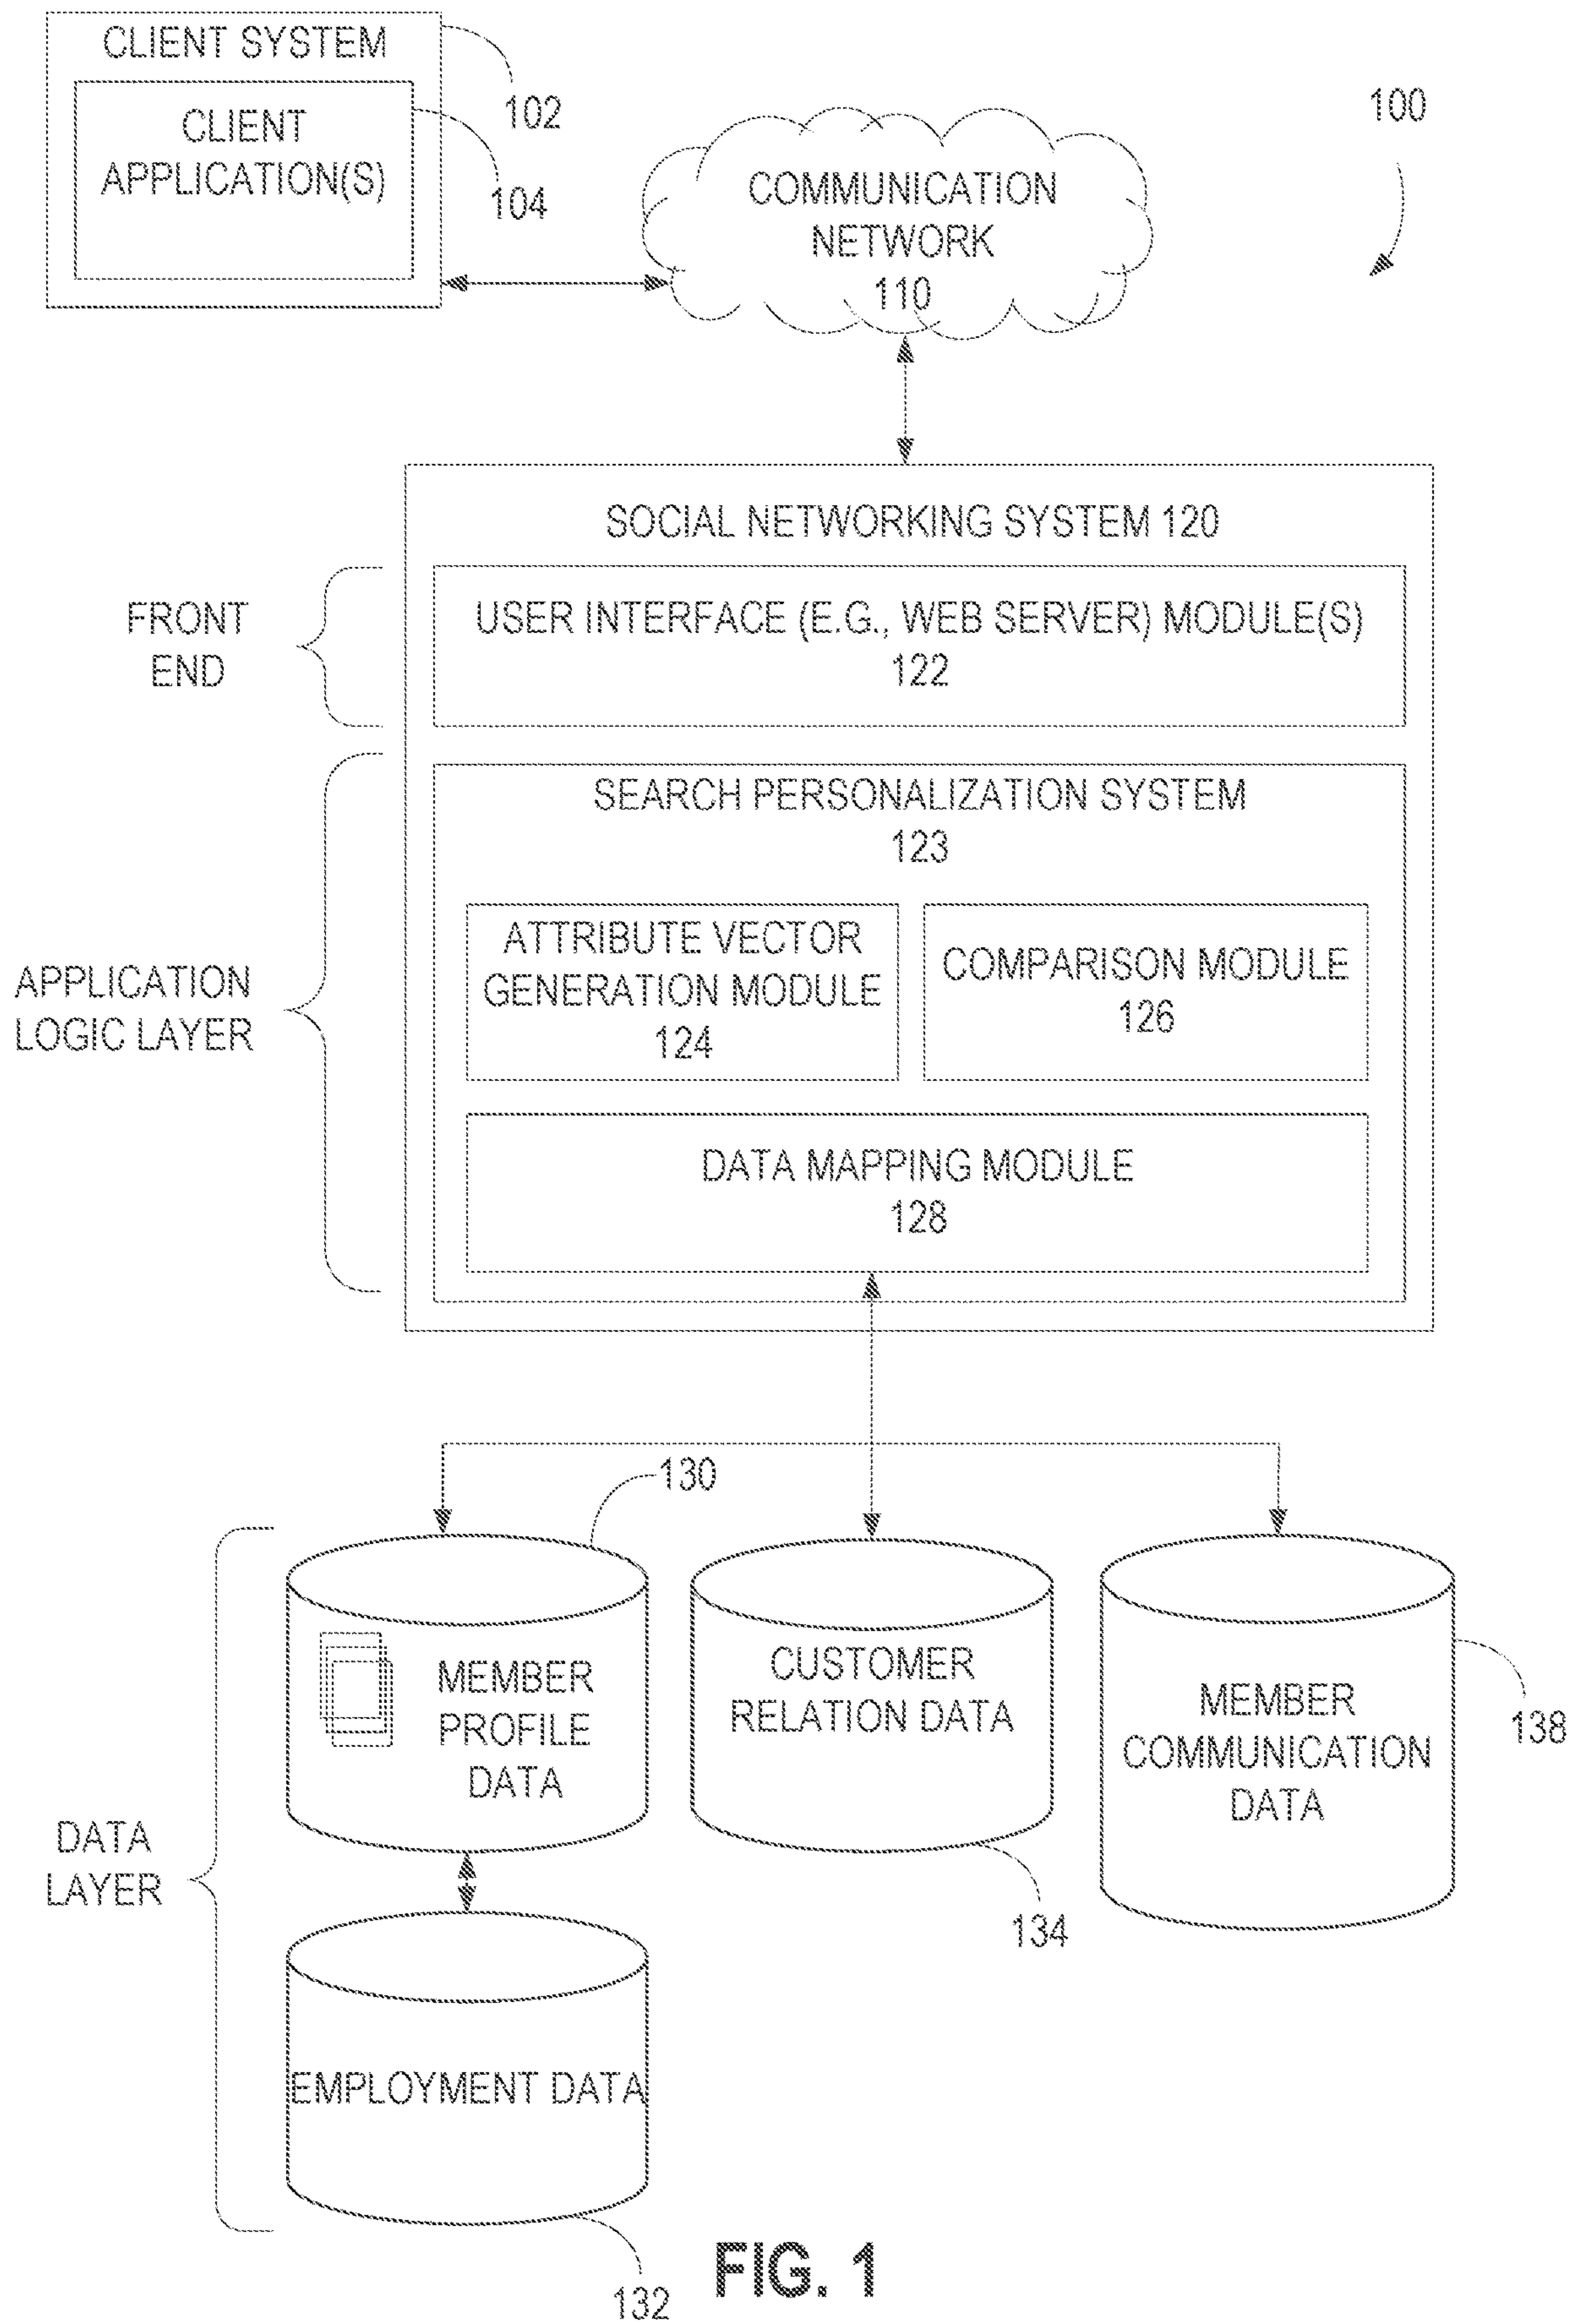 CLIENT SYSTEM
102
CLIENT
APPLICATION(S)
104
100
COMMUNICATION
NETWORK
110
SOCIAL NETWORKING SYSTEM 120
FRONT
END
USER INTERFACE (E.G., WEB SERVER) MODULE(S)
122
APPLICATION
LOGIC LAYER
SEARCH PERSONALIZATION SYSTEM
123
ATTRIBUTE VECTOR
GENERATION MODULE
124
COMPARISON MODULE
126
DATA MAPPING MODULE
128
DATA
LAYER
130
MEMBER
PROFILE
DATA
CUSTOMER
RELATION DATA
134
MEMBER
COMMUNICATION
DATA
138
EMPLOYMENT DATA
132
FIG. 1